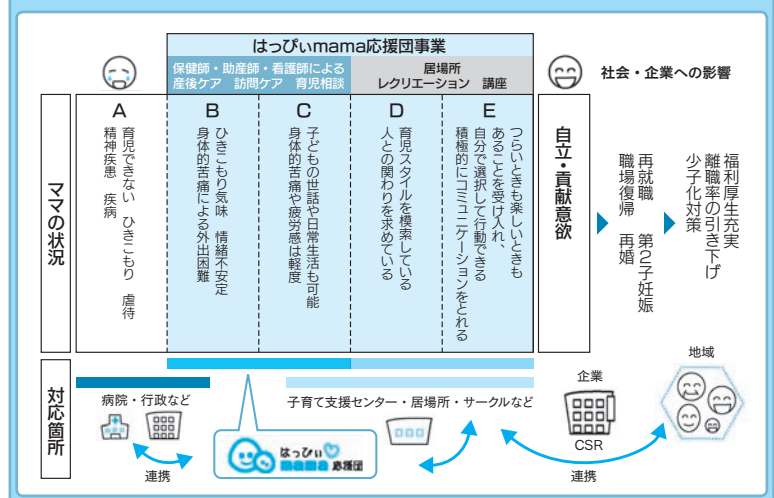 はっぴぃmama応援団事業
保健師・助産師・看護師による
産後ケア 訪問ケア 育児相談
居場所
レクリエーション 講座
社会・企業への影響
ママの状況
A
育児できない ひきこもり 虐待
精神疾患 疾病
B
ひきこもり気味 情緒不安定
身体的苦痛による外出困難
C
子どもの世話や日常生活も可能
身体的苦痛や疲労感は軽度
D
育児スタイルを模索している
人との関わりを求めている
E
つらいときも楽しいときも
あることを受け入れ、
自分で選択して行動できる
積極的にコミュニケーションをとれる
自立・貢献意欲
再就職 第2子妊娠
職場復帰 再婚
福利厚生充実
離職率の引き下げ
少子化対策
対応箇所
病院・行政など
連携
はっぴぃ
mama 応援団
子育て支援センター・居場所・サークルなど
企業
CSR
連携
地域